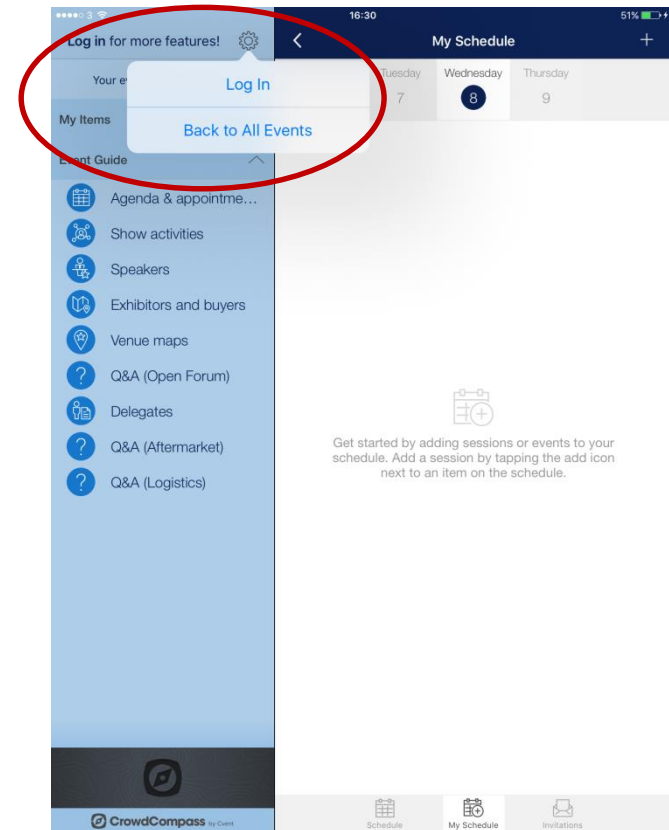 3
16:30
51%
Log in for more features!
My Schedule
Your e
Log In
Tuesday
Wednesday
Thursday
7
8
9
My Items
Back to All Events
Event Guide
Agenda & appointme...
Show activities
Speakers
Exhibitors and buyers
Venue maps
Q&A (Open Forum)
Delegates
Q&A (Aftermarket)
Q&A (Logistics)
Get started by adding sessions or events to your
schedule. Add a session by tapping the add icon
next to an item on the schedule.
CrowdCompass by Cvent
Schedule
My Schedule
Invitations